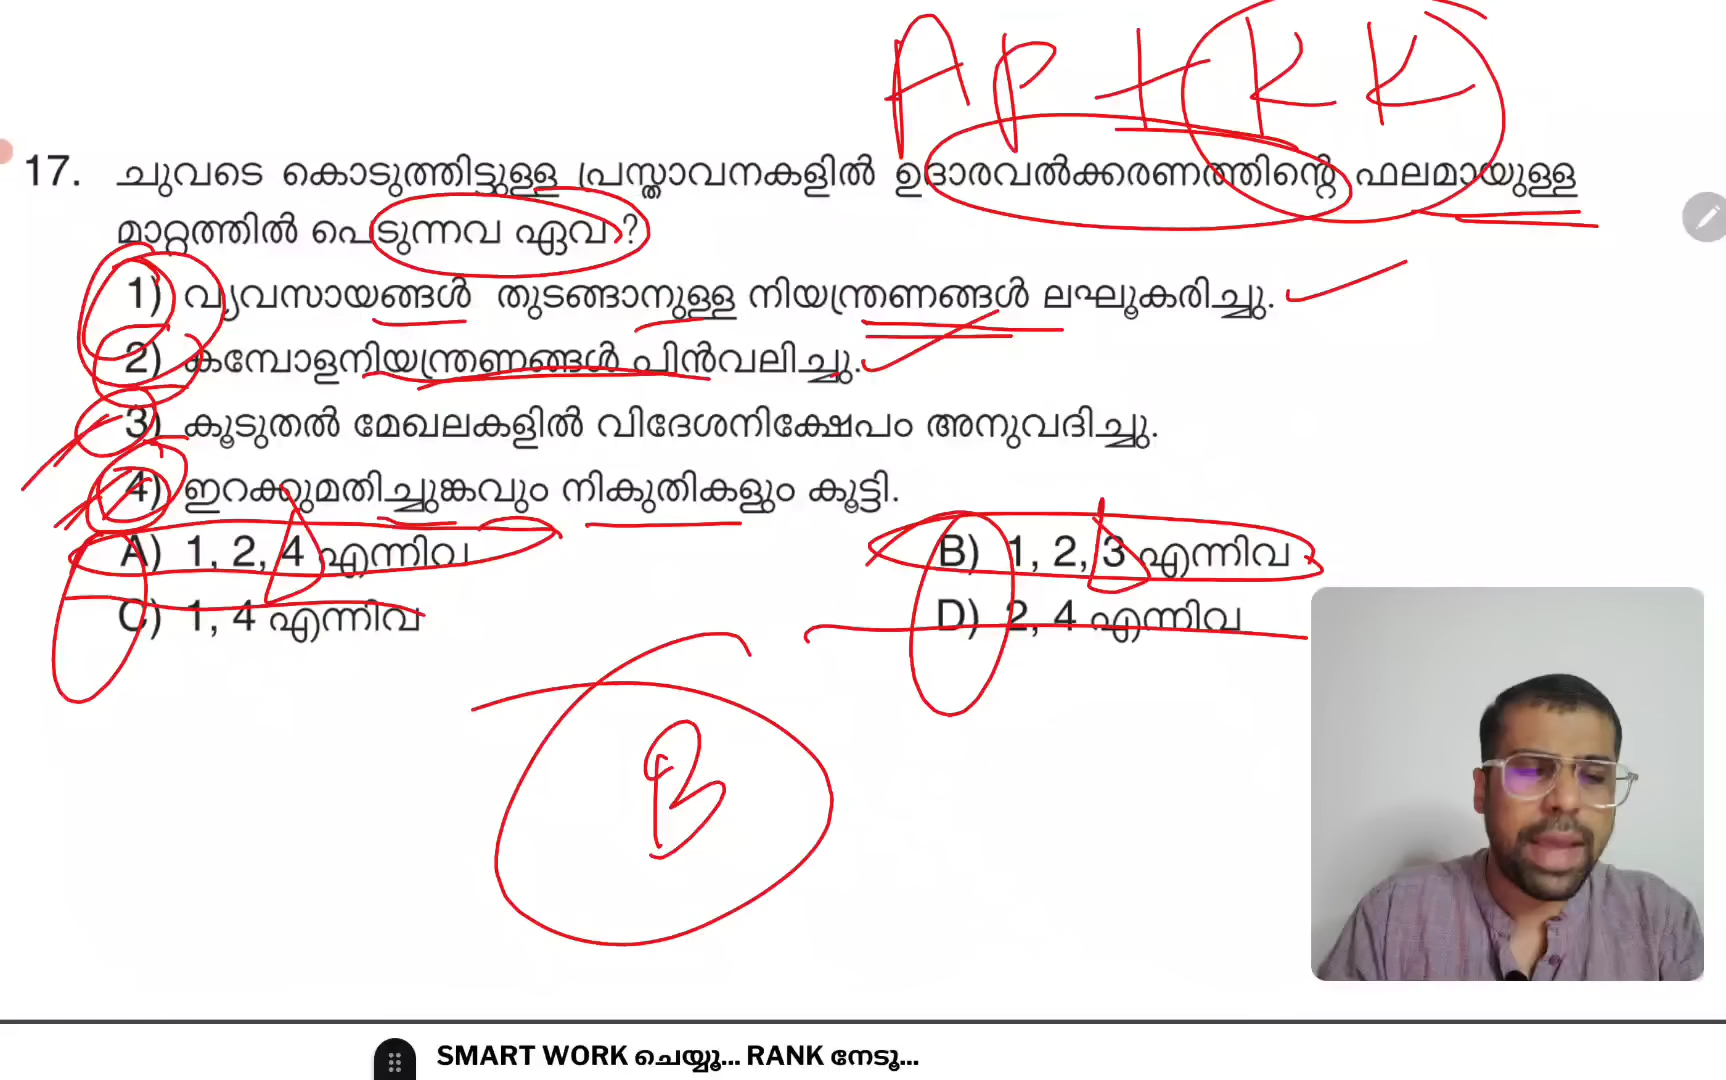 AP + KK
17. ചുവടെ കൊടുത്തിട്ടുള്ള പ്രസ്താവനകളിൽ ഉദാരവൽക്കരണത്തിന്റെ ഫലമായുള്ള
മാറ്റത്തിൽ പെടുന്നവ ഏവ ?
1) വ്യവസായങ്ങൾ തുടങ്ങാനുള്ള നിയന്ത്രണങ്ങൾ ലഘൂകരിച്ചു.
2) കമ്പോളനിയന്ത്രണങ്ങൾ പിൻവലിച്ചു.
3) കൂടുതൽ മേഖലകളിൽ വിദേശനിക്ഷേപം അനുവദിച്ചു.
4) ഇറക്കുമതിച്ചുങ്കവും നികുതികളും കൂട്ടി.
A) 1, 2, 4 എന്നിവ B) 1, 2, 3 എന്നിവ
C) 1, 4 എന്നിവ D) 2, 4 എന്നിവ
B
SMART WORK ചെയ്യൂ... RANK നേടൂ...